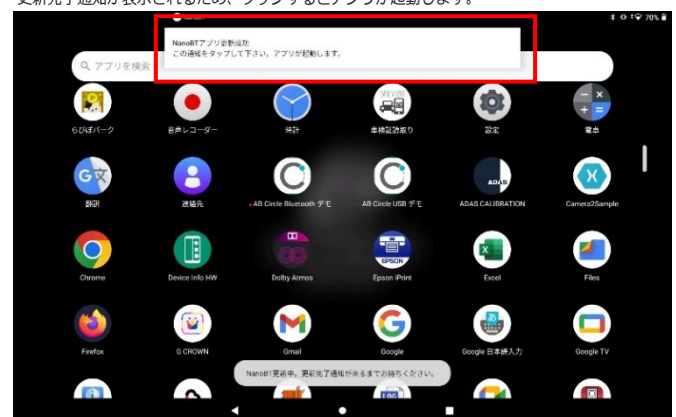 更新完了通知が表示されるため、タップするとアプリが起動します。
70%
NanoBTアプリ更新成功
この通知をタップして下さい。アプリが起動します。
アプリを検索
らびぽパーク
音声レコーダー
時計
車検証読取り
設定
電卓
翻訳
連絡先
AB Circle Bluetooth デモ
AB Circle USB デモ
ADAS
ADAS CALIBRATION
Camera2Sample
Chrome
Device Info HW
Dolby Atmos
EPSON
Epson iPrint
Excel
Files
Firefox
G CROWN
Gmail
Google
あ
Google 日本語入力
Google TV
NanoBT更新中。更新完了通知が来るまでお待ちください。
LOG